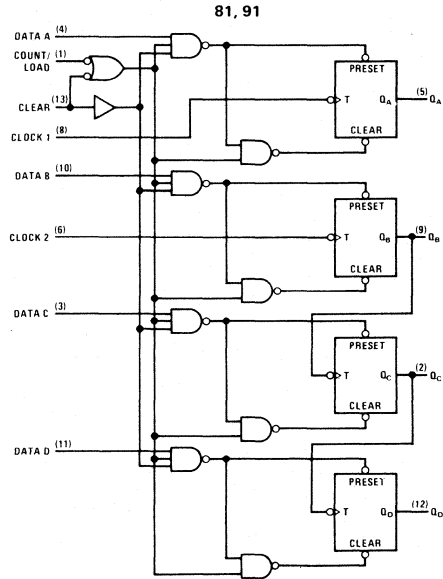 81, 91
DATA A (4)
COUNT/ (1)
LOAD
CLEAR (13)
CLOCK 1 (8)
PRESET
T QA (5) QA
CLEAR
DATA B (10)
CLOCK 2 (6)
PRESET
T QB (9) QB
CLEAR
DATA C (3)
PRESET
T QC (2) QC
CLEAR
DATA D (11)
PRESET
T QD (12) QD
CLEAR